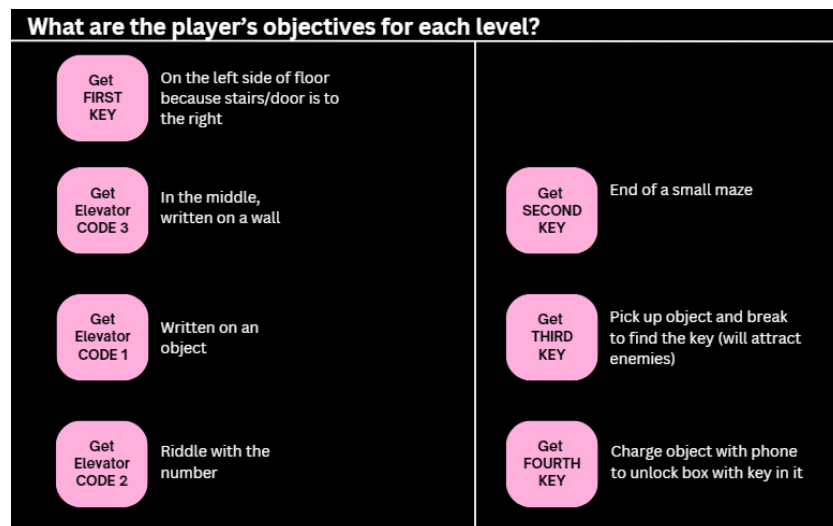 What are the player's objectives for each level?
Get
FIRST
KEY
On the left side of floor
because stairs/door is to
the right
Get
Elevator
CODE 3
In the middle,
written on a wall
Get
SECOND
KEY
End of a small maze
Get
Elevator
CODE 1
Written on an
object
Get
THIRD
KEY
Pick up object and break
to find the key (will attract
enemies)
Get
Elevator
CODE 2
Riddle with the
number
Get
FOURTH
KEY
Charge object with phone
to unlock box with key in it